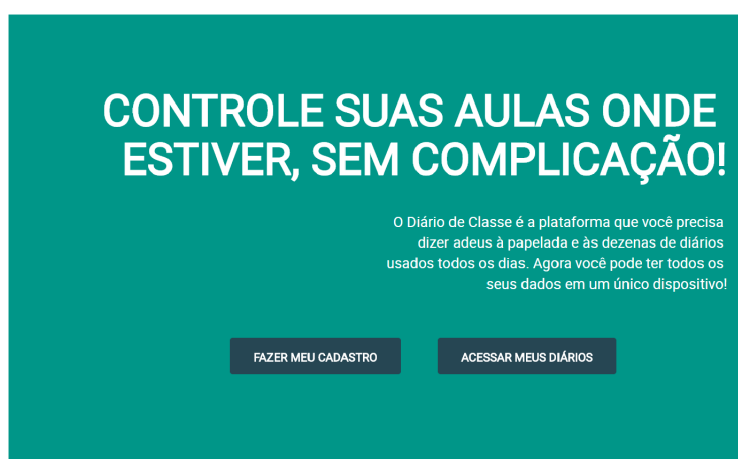 CONTROLE SUAS AULAS ONDE
ESTIVER, SEM COMPLICAÇÃO!
O Diário de Classe é a plataforma que você precisa
dizer adeus à papelada e às dezenas de diários
usados todos os dias. Agora você pode ter todos os
seus dados em um único dispositivo!
FAZER MEU CADASTRO
ACESSAR MEUS DIÁRIOS